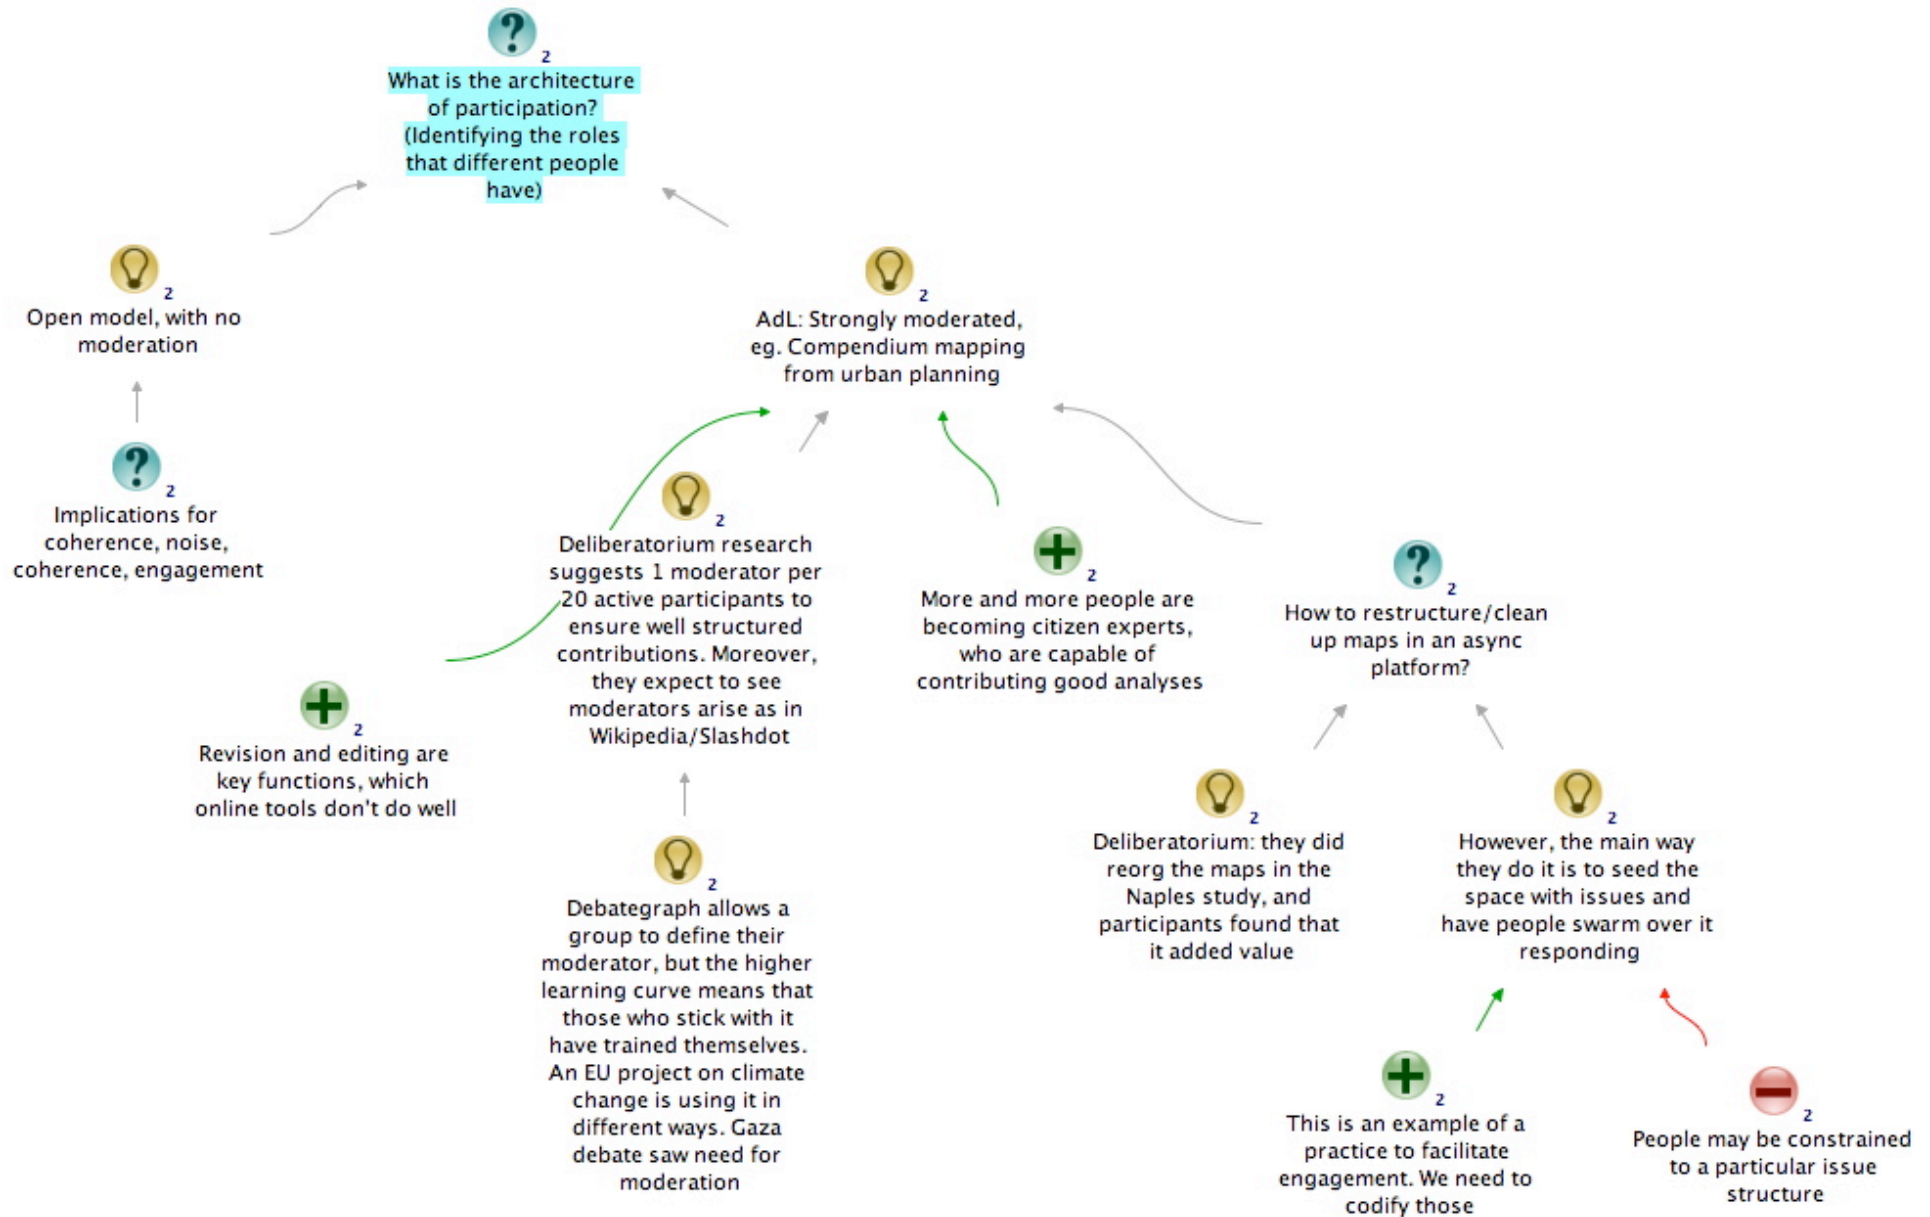 2
What is the architecture
of participation?
(Identifying the roles
that different people
have)
2
Open model, with no
moderation
2
AdL: Strongly moderated,
eg. Compendium mapping
from urban planning
2
Implications for
coherence, noise,
coherence, engagement
2
Deliberatorium research
suggests 1 moderator per
20 active participants to
ensure well structured
contributions. Moreover,
they expect to see
moderators arise as in
Wikipedia/Slashdot
2
More and more people are
becoming citizen experts,
who are capable of
contributing good analyses
2
How to restructure/clean
up maps in an async
platform?
2
Revision and editing are
key functions, which
online tools don't do well
2
Debategraph allows a
group to define their
moderator, but the higher
learning curve means that
those who stick with it
have trained themselves.
An EU project on climate
change is using it in
different ways. Gaza
debate saw need for
moderation
2
Deliberatorium: they did
reorg the maps in the
Naples study, and
participants found that
it added value
2
However, the main way
they do it is to seed the
space with issues and
have people swarm over it
responding
2
This is an example of a
practice to facilitate
engagement. We need to
codify those
2
People may be constrained
to a particular issue
structure